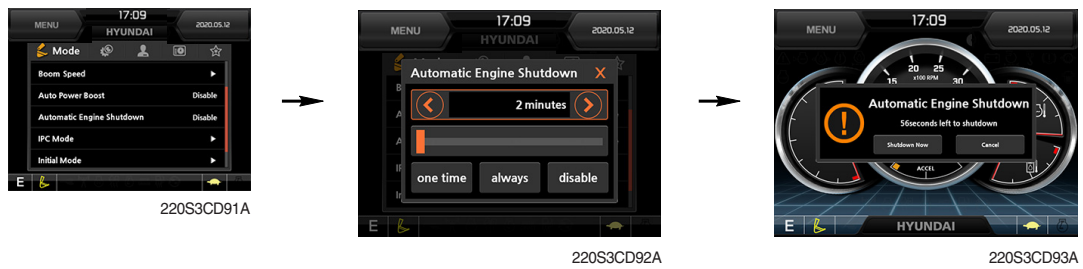 MENU
17:09
HYUNDAI
2020.05.12
Mode
Boom Speed
Auto Power Boost Disable
Automatic Engine Shutdown Disable
IPC Mode
Initial Mode
E
220S3CD91A
MENU
17:09
HYUNDAI
2020.05.12
Automatic Engine Shutdown X
2 minutes
one time always disable
E
220S3CD92A
MENU
17:09
HYUNDAI
2020.05.12
15 20 25 30
x100 RPM
Automatic Engine Shutdown
56seconds left to shutdown
Shutdown Now Cancel
ACCEL
E HYUNDAI
220S3CD93A